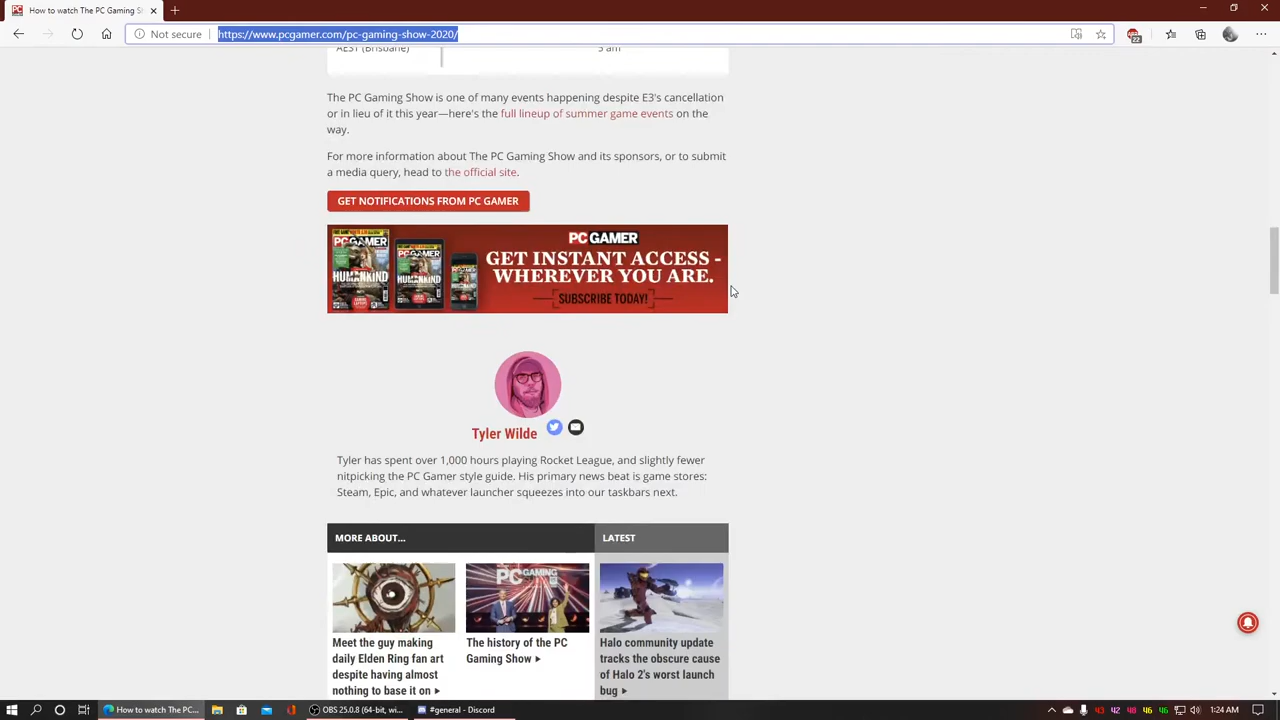 How to watch The PC Gaming S
Not secure
https://www.pcgamer.com/pc-gaming-show-2020/
22
AEST (Brisbane)
5 am
The PC Gaming Show is one of many events happening despite E3's cancellation
or in lieu of it this year—here's the full lineup of summer game events on the
way.
For more information about The PC Gaming Show and its sponsors, or to submit
a media query, head to the official site.
GET NOTIFICATIONS FROM PC GAMER
PC GAMER
HUMANKIND
HUMANKIND
HUMANKIND
PC GAMER
GET INSTANT ACCESS -
WHEREVER YOU ARE.
SUBSCRIBE TODAY!
Tyler Wilde
Tyler has spent over 1,000 hours playing Rocket League, and slightly fewer
nitpicking the PC Gamer style guide. His primary news beat is game stores:
Steam, Epic, and whatever launcher squeezes into our taskbars next.
MORE ABOUT...
LATEST
PC GAMING
Meet the guy making
daily Elden Ring fan art
despite having almost
nothing to base it on
The history of the PC
Gaming Show
Halo community update
tracks the obscure cause
of Halo 2's worst launch
bug
How to watch The PC...
OBS 25.0.8 (64-bit, wi...
#general - Discord
1:24 AM